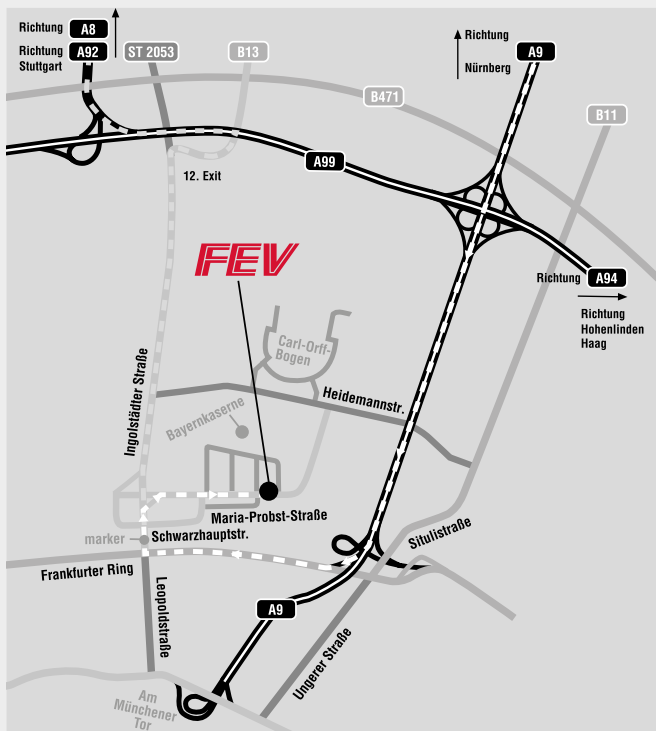 Richtung A8
Richtung A92
Stuttgart
ST 2053
B13
Richtung
Nürnberg
A9
B471
B11
A99
12. Exit
FEV
Richtung A94
Richtung
Hohenlinden
Haag
Carl-Orff-
Bogen
Ingolstädter Straße
Heidemannstr.
Bayernkaserne
Maria-Probst-Straße
marker
Schwarzhauptstr.
Situlistraße
Frankfurter Ring
Leopoldstraße
A9
Ungerer Straße
Am
Münchener
Tor